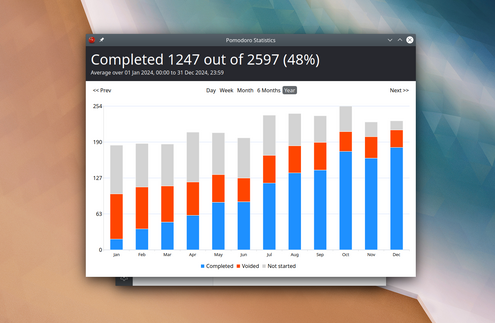 Pomodoro Statistics
Completed 1247 out of 2597 (48%)
Average over 01 Jan 2024, 00:00 to 31 Dec 2024, 23:59
<< Prev Day Week Month 6 Months Year Next >>
254
190
127
63
0
Jan Feb Mar Apr May Jun Jul Aug Sep Oct Nov Dec
Completed Voided Not started